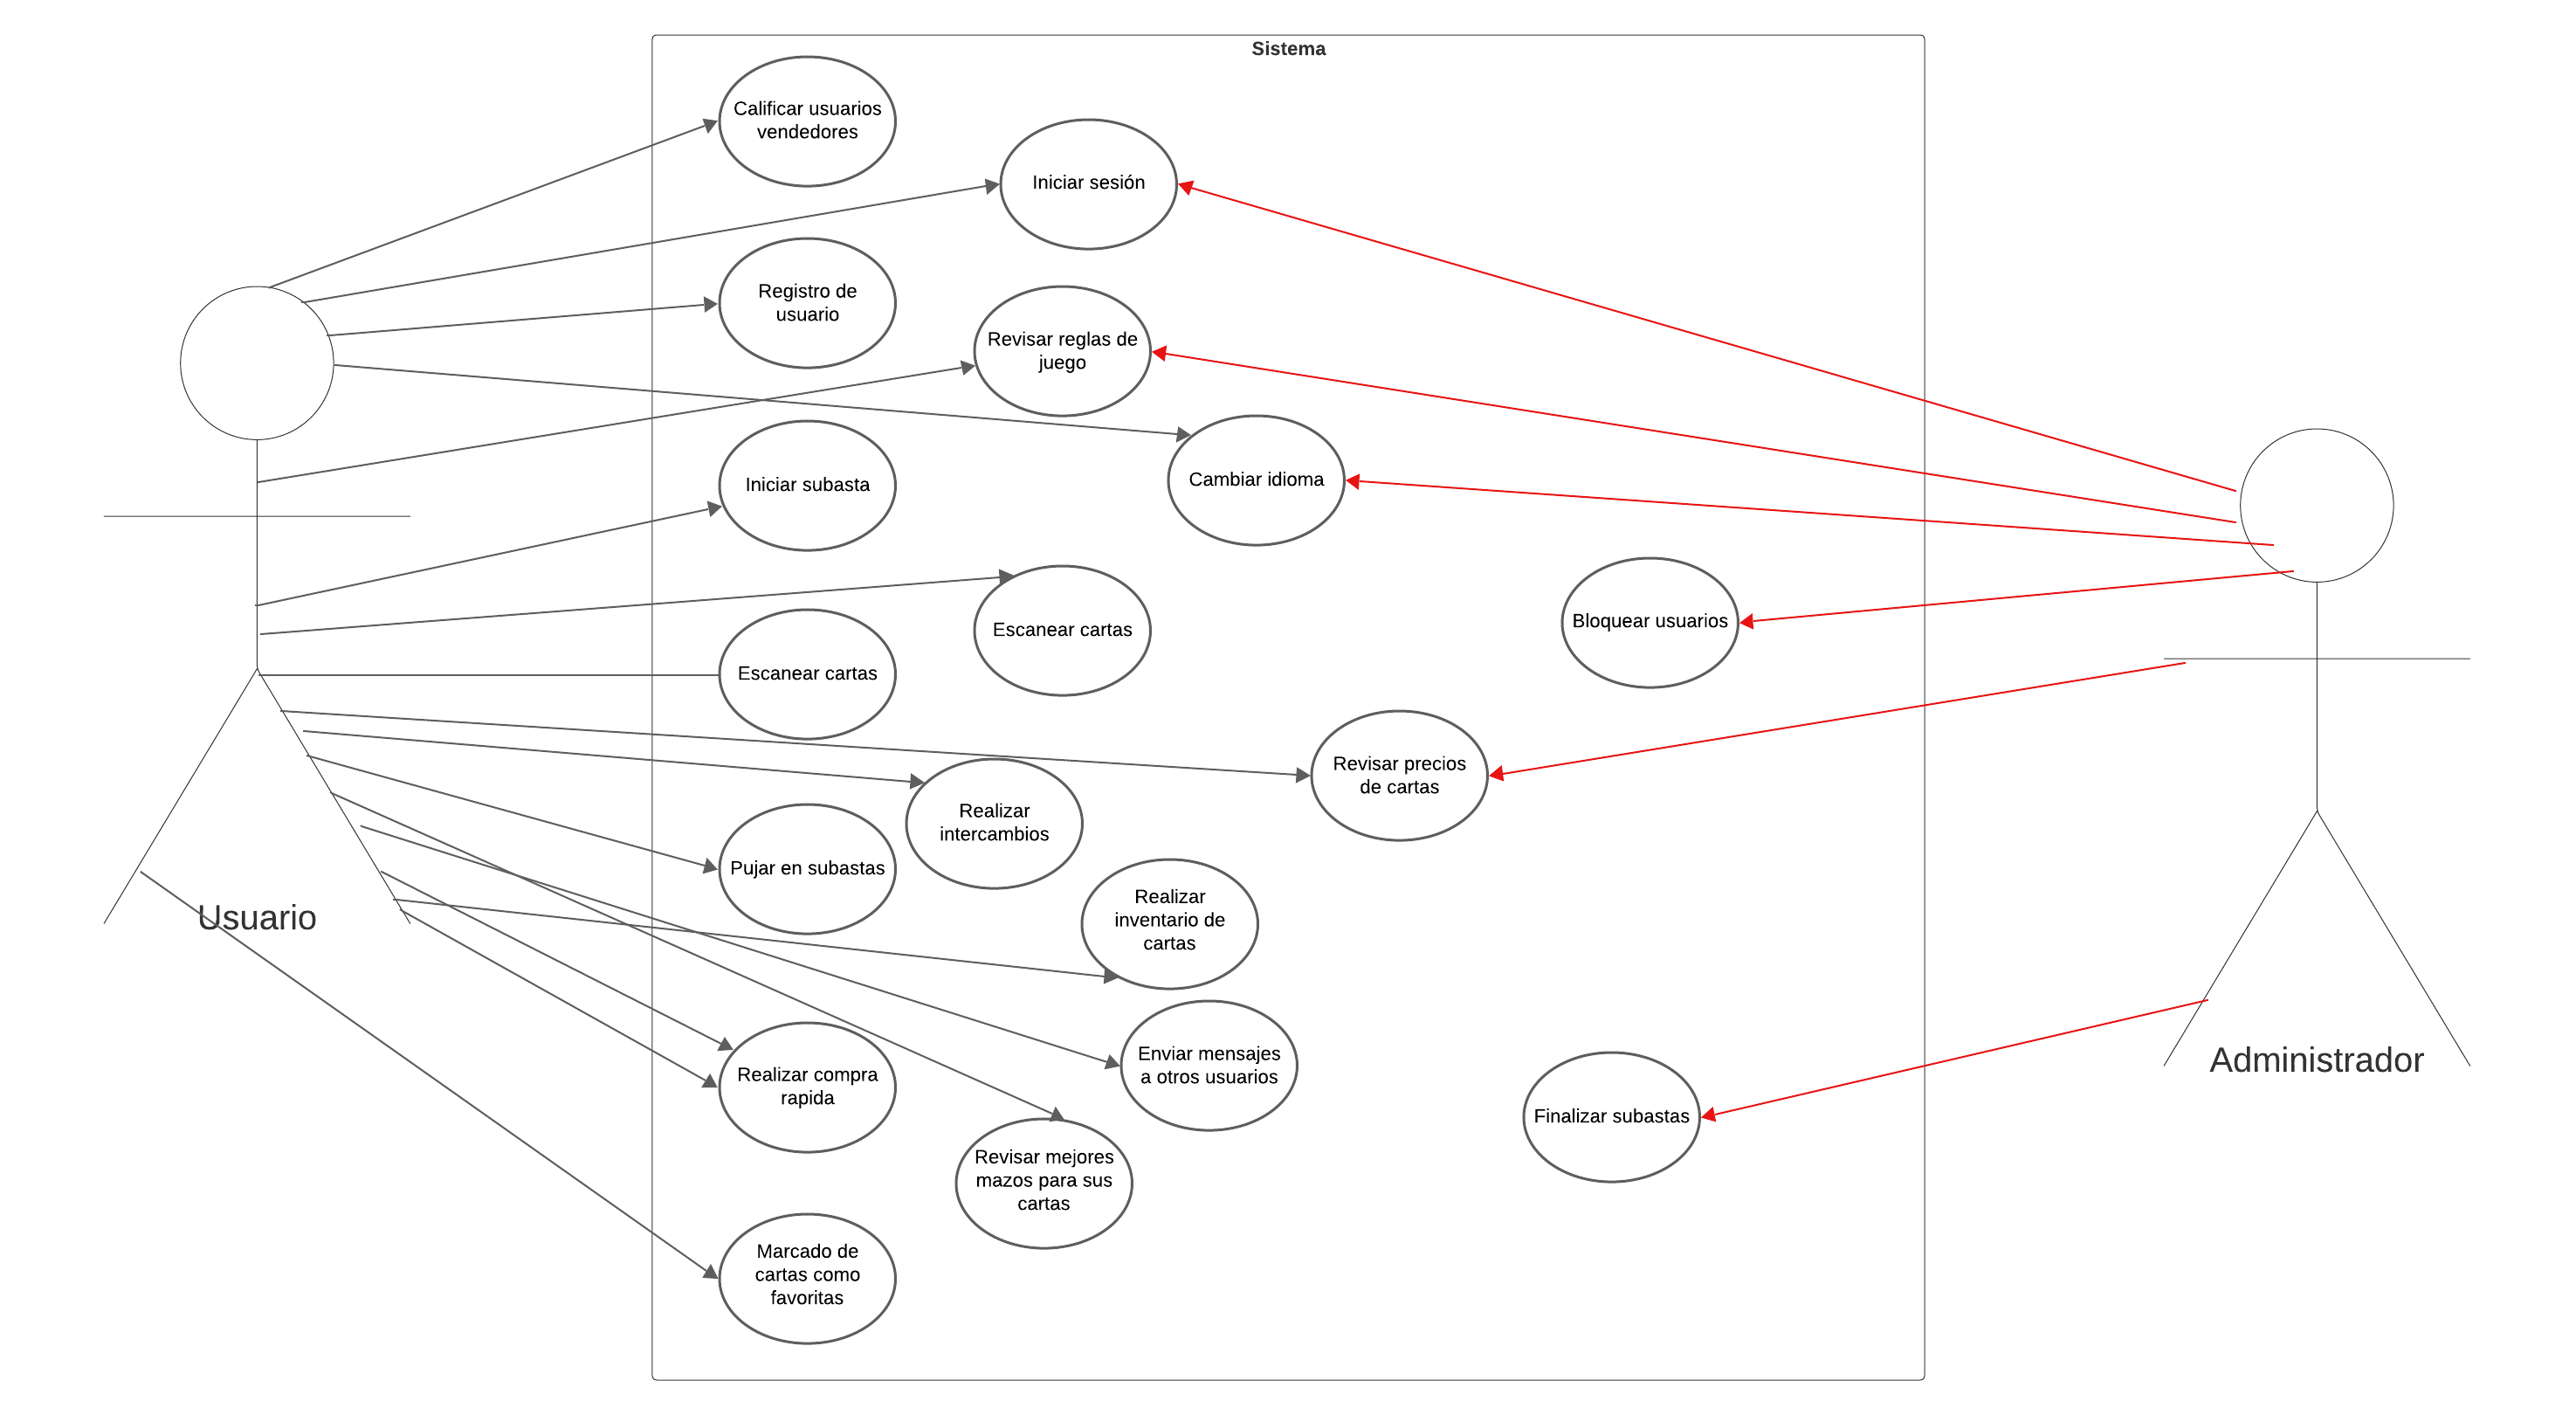 Sistema
Calificar usuarios
vendedores
Iniciar sesión
Registro de
usuario
Revisar reglas de
juego
Cambiar idioma
Iniciar subasta
Escanear cartas
Bloquear usuarios
Escanear cartas
Revisar precios
de cartas
Realizar
intercambios
Pujar en subastas
Realizar
inventario de
cartas
Usuario
Enviar mensajes
a otros usuarios
Administrador
Realizar compra
rapida
Finalizar subastas
Revisar mejores
mazos para sus
cartas
Marcado de
cartas como
favoritas